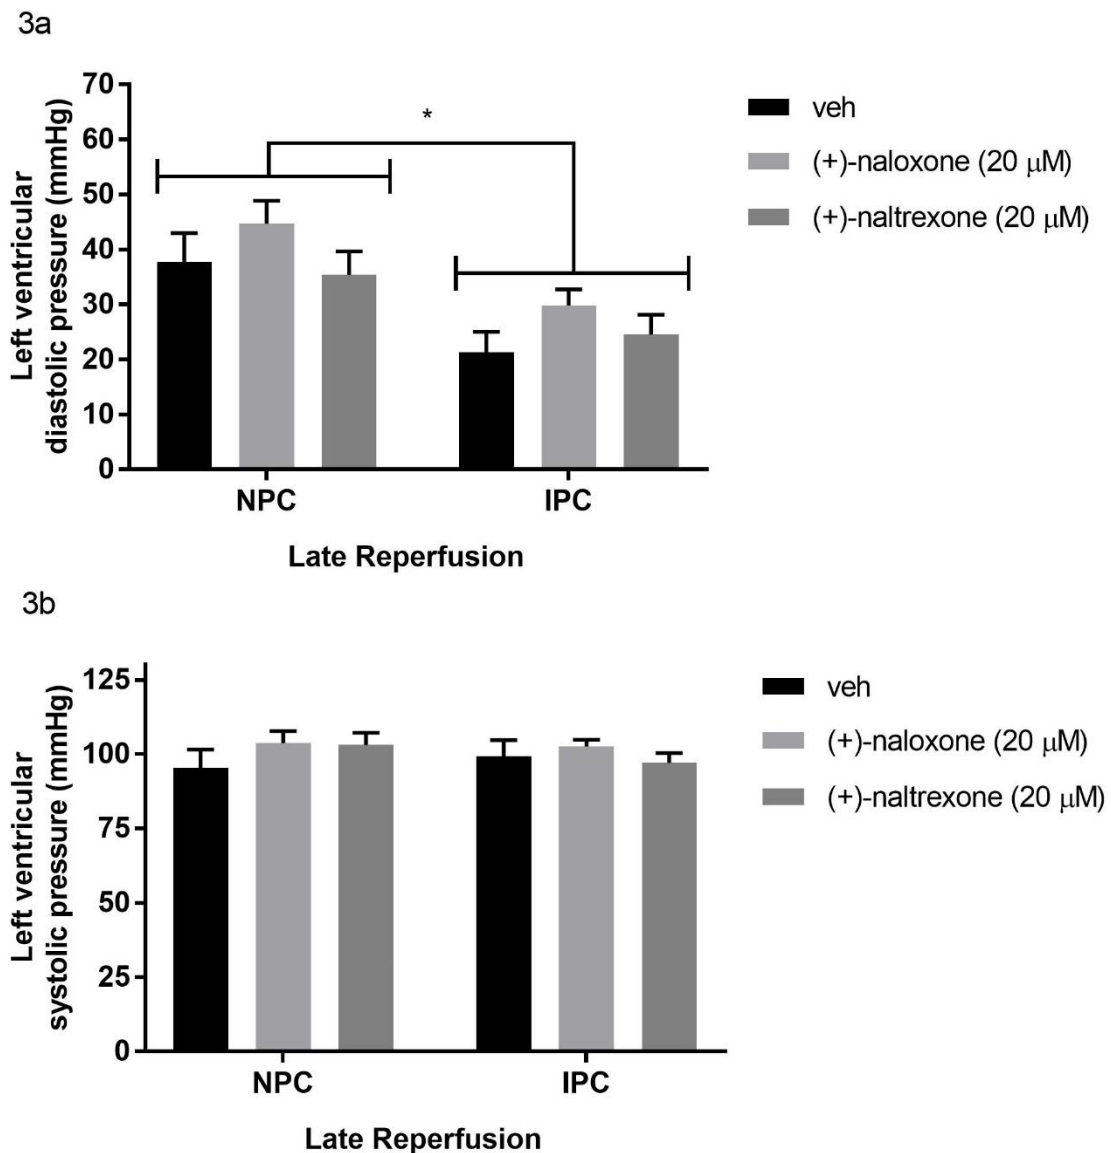 3a
70
60
50
40
30
20
10
0
Left ventricular
diastolic pressure (mmHg)
*
veh
(+)-naloxone (20 μM)
(+)-naltrexone (20 μM)
NPC
IPC
Late Reperfusion
3b
125
100
75
50
25
0
Left ventricular
systolic pressure (mmHg)
veh
(+)-naloxone (20 μM)
(+)-naltrexone (20 μM)
NPC
IPC
Late Reperfusion